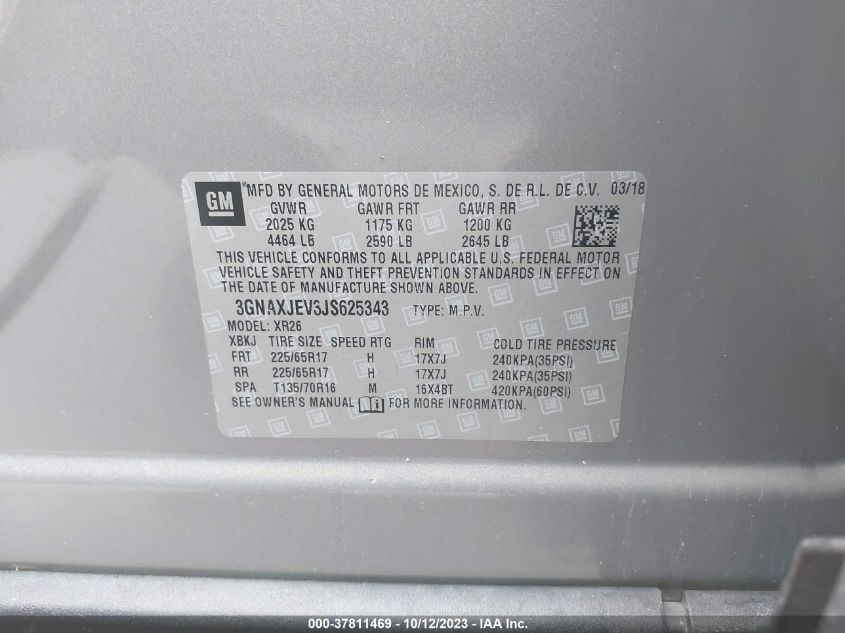 GM ® MFD BY GENERAL MOTORS DE MEXICO, S. DE R.L. DE C.V. 03/18
GVWR GAWR FRT GAWR RR
2025 KG 1175 KG 1200 KG
4464 LB 2590 LB 2645 LB
THIS VEHICLE CONFORMS TO ALL APPLICABLE U.S. FEDERAL MOTOR
VEHICLE SAFETY AND THEFT PREVENTION STANDARDS IN EFFECT ON
THE DATE OF MANUFACTURE SHOWN ABOVE.
3GNAXJEV3JS625343 TYPE: M.P.V.
MODEL: XR26
XBKJ TIRE SIZE SPEED RTG RIM COLD TIRE PRESSURE
FRT 225/65R17 H 17X7J 240KPA(35PSI)
RR 225/65R17 H 17X7J 240KPA(35PSI)
SPA T135/70R16 M 16X4BT 420KPA(60PSI)
SEE OWNER'S MANUAL FOR MORE INFORMATION.
000-37811469 - 10/12/2023 - IAA Inc.